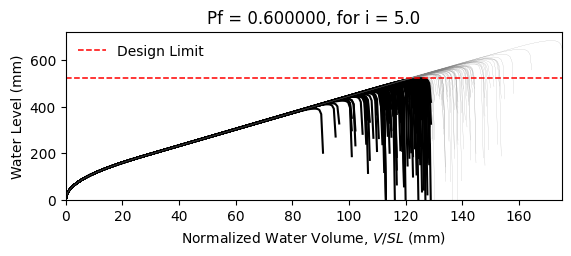 Pf = 0.600000, for i = 5.0
Design Limit
Water Level (mm)
600
400
200
0
0 20 40 60 80 100 120 140 160
Normalized Water Volume, V/SL (mm)